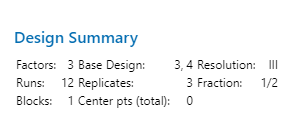 Design Summary
Factors: 3 Base Design: 3, 4 Resolution: III
Runs: 12 Replicates: 3 Fraction: 1/2
Blocks: 1 Center pts (total): 0